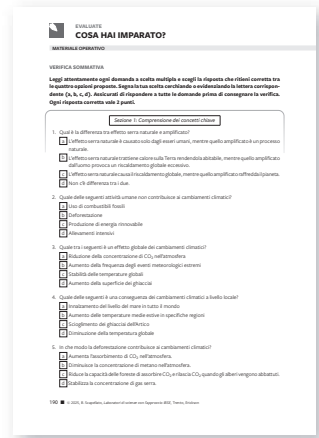 EVALUATE
COSA HAI IMPARATO?
MATERIALE OPERATIVO
VERIFICA SOMMATIVA
Leggi attentamente ogni domanda a scelta multipla e scegli la risposta che ritieni corretta tra
le quattro opzioni proposte. Segna la tua scelta cerchiando o evidenziando la lettera corrispon-
dente (a, b, c, d). Assicurati di rispondere a tutte le domande prima di consegnare la verifica.
Ogni risposta corretta vale 2 punti.
Sezione 1: Comprensione dei concetti chiave
1. Qual è la differenza tra effetto serra naturale e amplificato?
a L'effetto serra naturale è causato solo dagli esseri umani, mentre quello amplificato è un processo
naturale.
b L'effetto serra naturale trattiene calore sulla Terra rendendola abitabile, mentre quello amplificato
dall'uomo provoca un riscaldamento globale eccessivo.
c L'effetto serra naturale causa il riscaldamento globale, mentre quello amplificato raffredda il pianeta.
d Non c'è differenza tra i due.
2. Quale delle seguenti attività umane non contribuisce ai cambiamenti climatici?
a Uso di combustibili fossili
b Deforestazione
c Produzione di energia rinnovabile
d Allevamenti intensivi
3. Quale tra i seguenti è un effetto globale dei cambiamenti climatici?
a Riduzione della concentrazione di CO₂ nell'atmosfera
b Aumento della frequenza degli eventi meteorologici estremi
c Stabilità delle temperature globali
d Aumento della superficie dei ghiacciai
4. Quale delle seguenti è una conseguenza dei cambiamenti climatici a livello locale?
a Innalzamento del livello del mare in tutto il mondo
b Aumento delle temperature medie estive in specifiche regioni
c Scioglimento dei ghiacci dell'Artico
d Diminuzione della temperatura globale
5. In che modo la deforestazione contribuisce ai cambiamenti climatici?
a Aumenta l'assorbimento di CO₂ nell'atmosfera.
b Diminuisce la concentrazione di metano nell'atmosfera.
c Riduce la capacità delle foreste di assorbire CO₂ e rilascia CO₂ quando gli alberi vengono abbattuti.
d Stabilizza la concentrazione di gas serra.
190 © 2025, B. Scapellato, Laboratori di scienze con l'approccio IBSE, Trento, Erickson